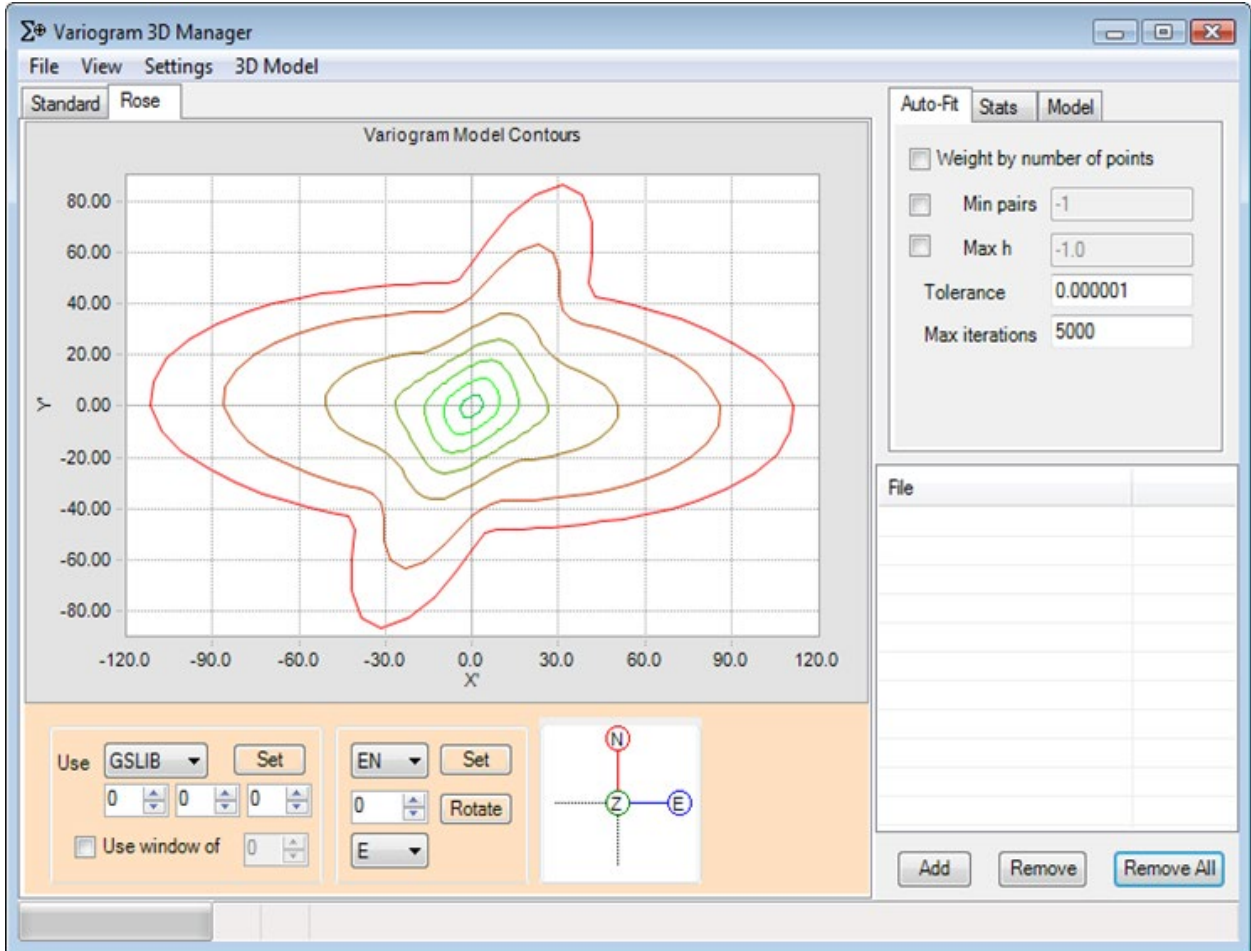 Σ⊕ Variogram 3D Manager
File View Settings 3D Model
Standard Rose
Variogram Model Contours
80.00
60.00
40.00
20.00
0.00
-20.00
-40.00
-60.00
-80.00
Y'
-120.0 -90.0 -60.0 -30.0 0.0 30.0 60.0 90.0 120.0
X'
Auto-Fit Stats Model
Weight by number of points
Min pairs -1
Max h -1.0
Tolerance 0.000001
Max iterations 5000
File
Use GSLIB Set
0 0 0
Use window of 0
EN Set
0 Rotate
E
N
Z E
Add Remove Remove All